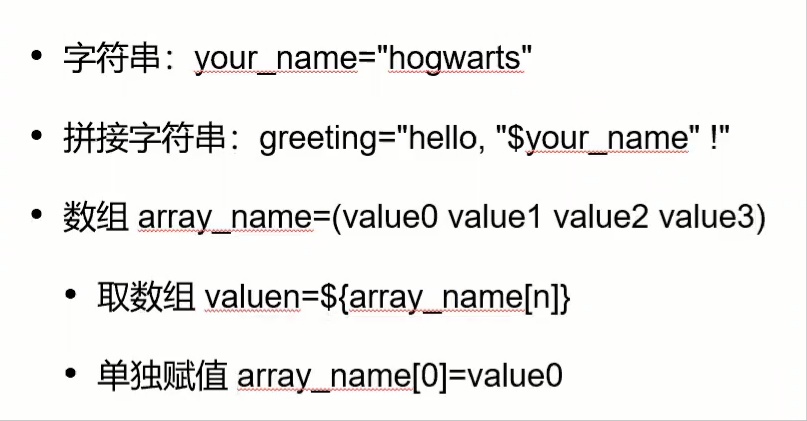 • 字符串：your_name="hogwarts"
• 拼接字符串：greeting="hello, "$your_name" !"
• 数组 array_name=(value0 value1 value2 value3)
• 取数组 valuen=${array_name[n]}
• 单独赋值 array_name[0]=value0